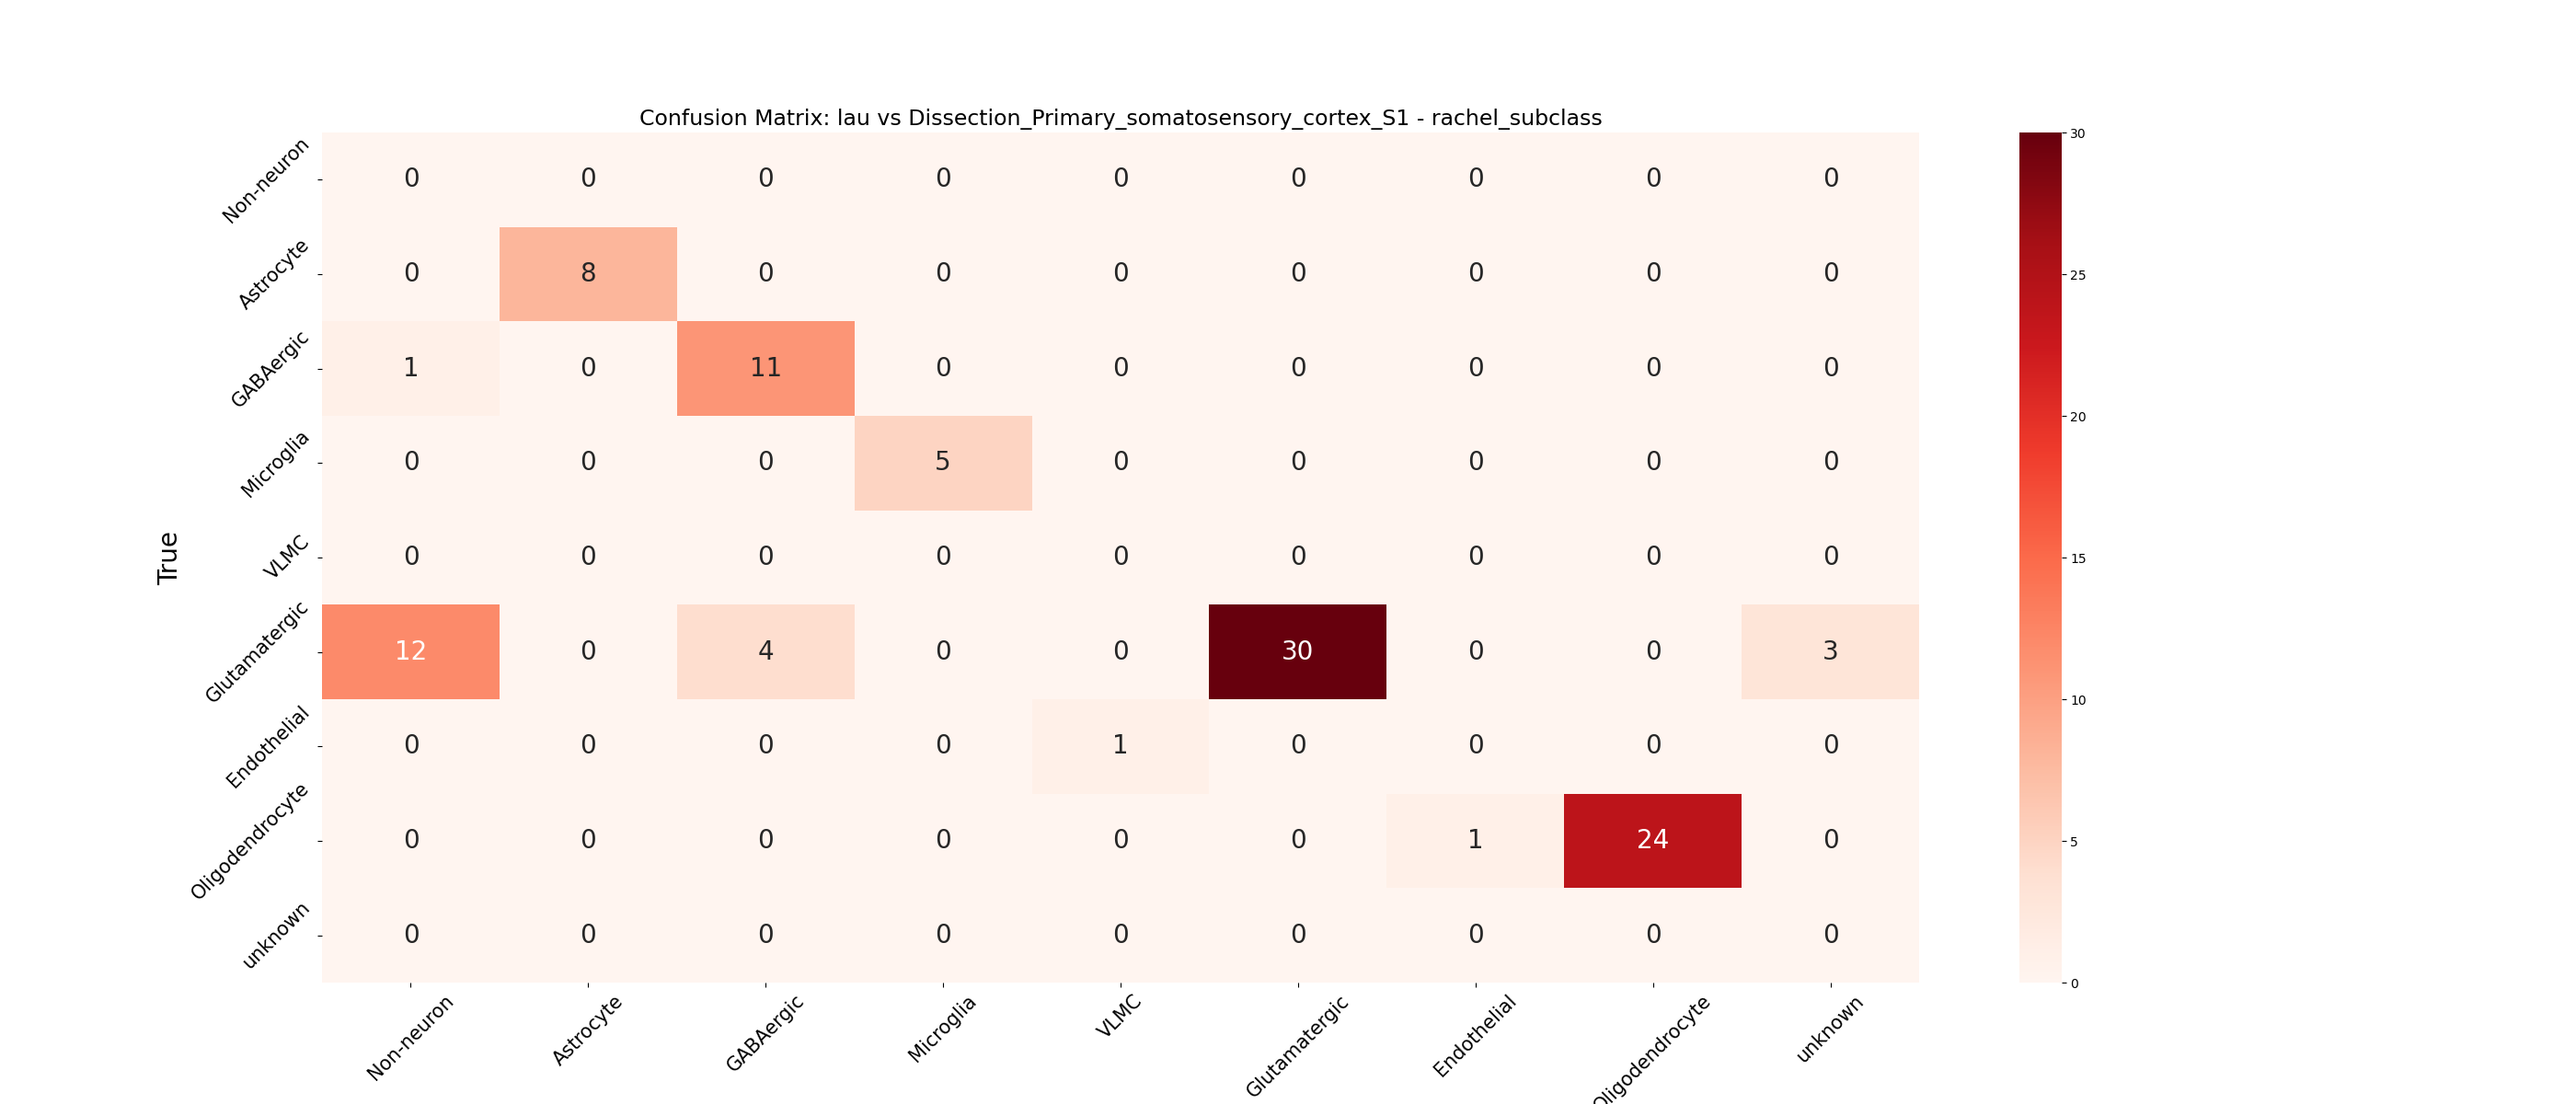 Confusion Matrix: lau vs Dissection_Primary_somatosensory_cortex_S1 - rachel_subclass
True
Non-neuron 0 0 0 0 0 0 0 0 0
Astrocyte 0 8 0 0 0 0 0 0 0
GABAergic 1 0 11 0 0 0 0 0 0
Microglia 0 0 0 5 0 0 0 0 0
VLMC 0 0 0 0 0 0 0 0 0
Glutamatergic 12 0 4 0 0 30 0 0 3
Endothelial 0 0 0 0 1 0 0 0 0
Oligodendrocyte 0 0 0 0 0 0 1 24 0
unknown 0 0 0 0 0 0 0 0 0
Non-neuron Astrocyte GABAergic Microglia VLMC Glutamatergic Endothelial Oligodendrocyte unknown
30
25
20
15
10
5
0